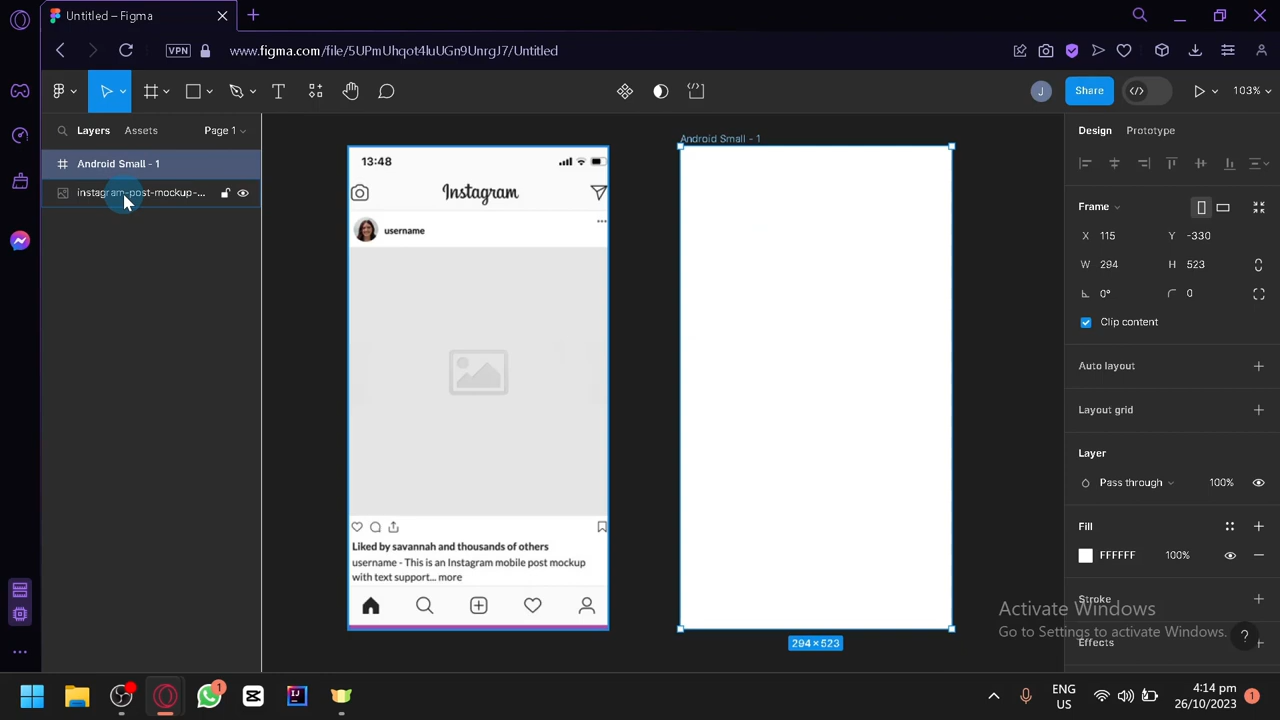 Untitled – Figma
VPN
www.figma.com/file/5UPmUhqot4luUGn9UnrgJ7/Untitled
J
Share
103%
Layers
Assets
Page 1
Android Small - 1
instagram-post-mockup-...
13:48
Instagram
username
Liked by savannah and thousands of others
username - This is an Instagram mobile post mockup
with text support... more
Android Small - 1
294×523
Design
Prototype
Frame
X 115
Y -330
W 294
H 523
0°
0
Clip content
Auto layout
Layout grid
Layer
Pass through
100%
Fill
FFFFFF
100%
Stroke
Effects
Activate Windows
Go to Settings to activate Windows.
?
1
ENG
US
4:14 pm
26/10/2023
1